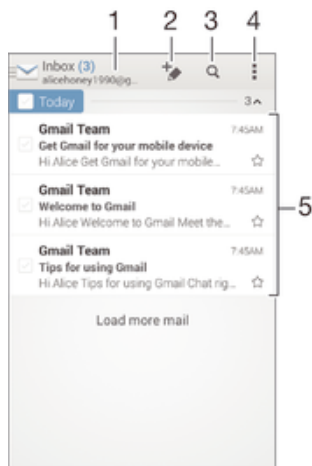 1 2 3 4
Inbox (3)
alicehoney1990@g...
Today 3
Gmail Team 7:45AM
Get Gmail for your mobile device
Hi Alice Get Gmail for your mobile...
Gmail Team 7:45AM
Welcome to Gmail
Hi Alice Welcome to Gmail Meet the...
5
Gmail Team 7:45AM
Tips for using Gmail
Hi Alice Tips for using Gmail Chat rig...
Load more mail